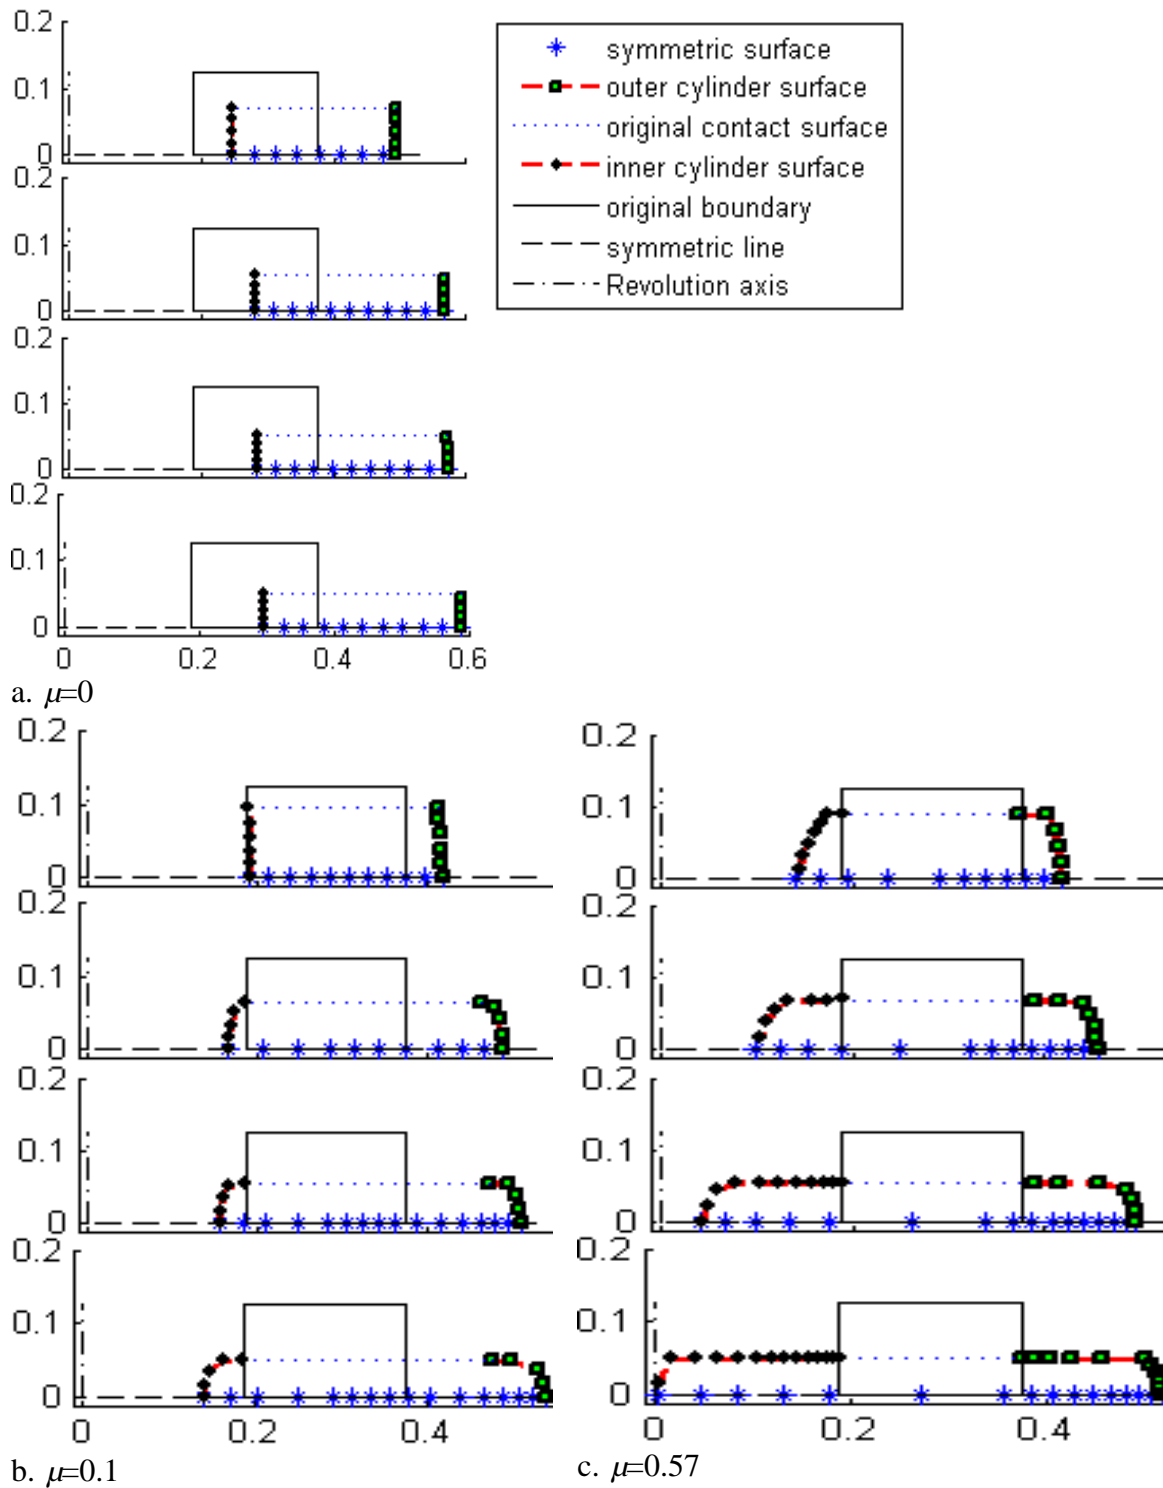 0.2
0.1
0
symmetric surface
outer cylinder surface
original contact surface
inner cylinder surface
original boundary
symmetric line
Revolution axis
0.2
0.1
0
0.2
0.1
0
0.2
0.1
0
0 0.2 0.4 0.6
a. μ=0
0.2
0.1
0
0.2
0.1
0
0.2
0.1
0
0.2
0.1
0
0 0.2 0.4
b. μ=0.1
0.2
0.1
0
0.2
0.1
0
0.2
0.1
0
0.2
0.1
0
0 0.2 0.4
c. μ=0.57